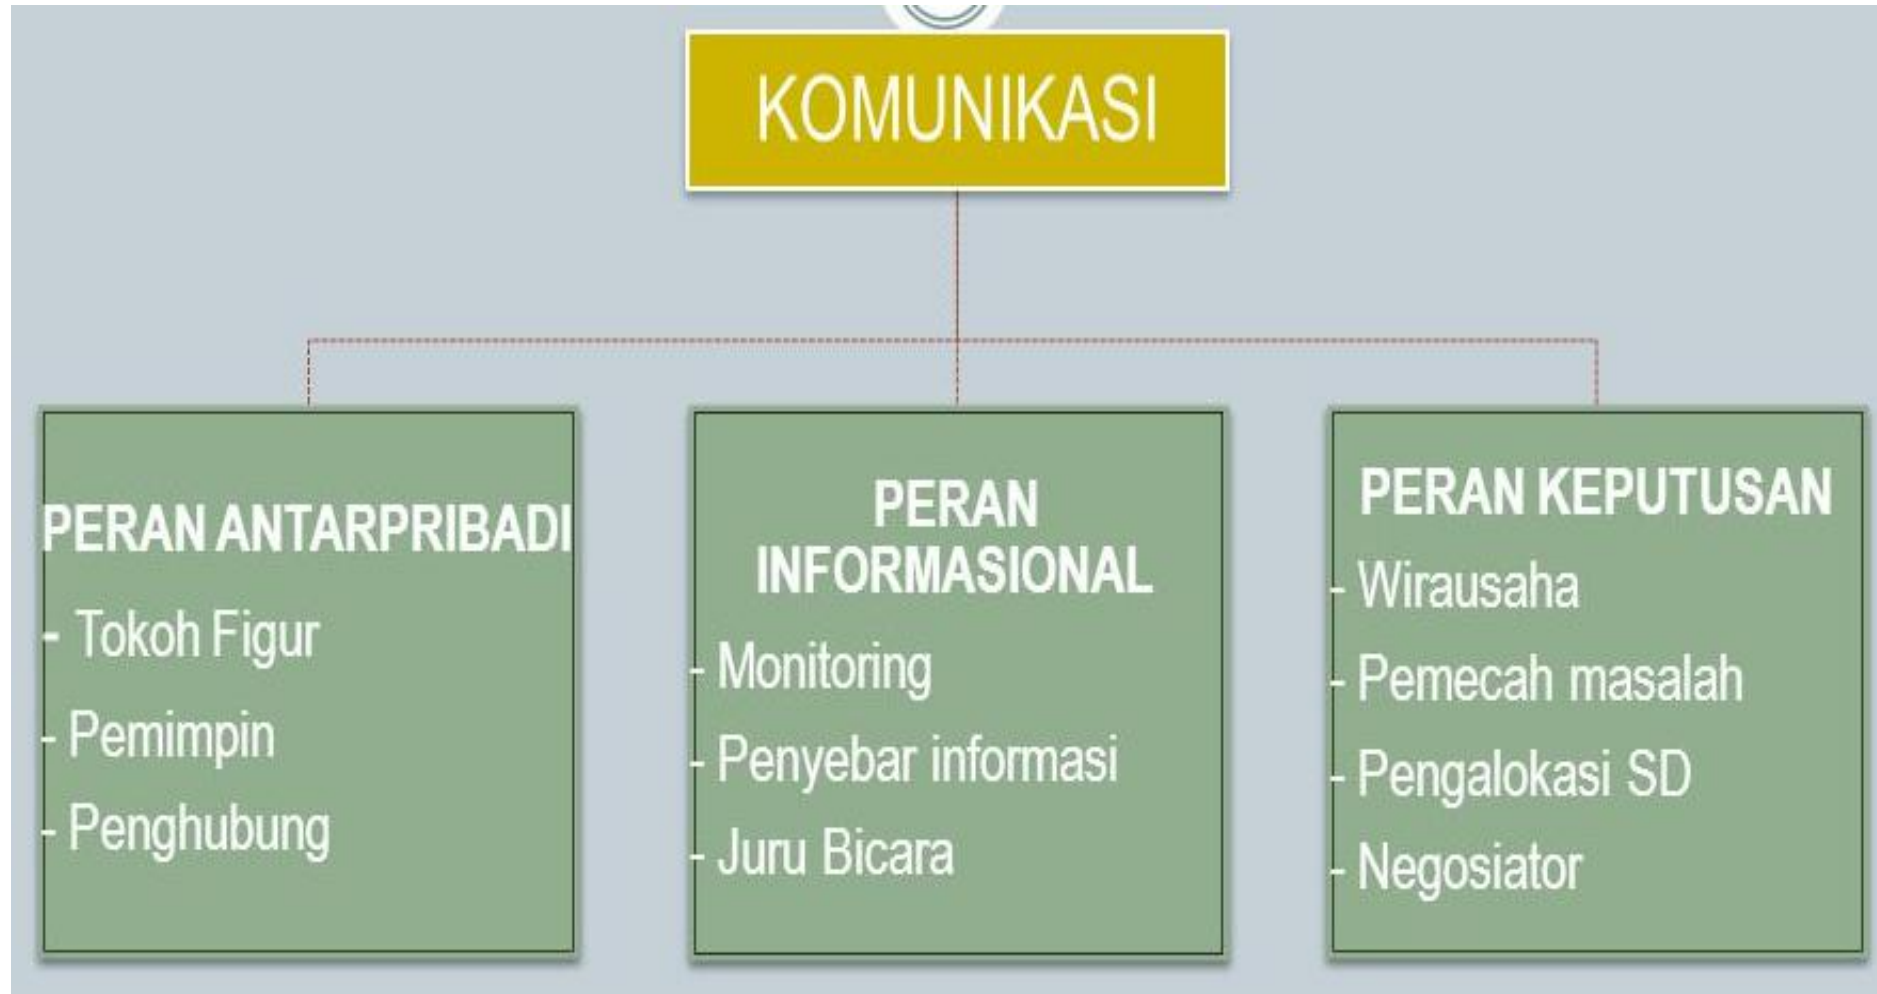 KOMUNIKASI
PERAN ANTARPRIBADI
- Tokoh Figur
- Pemimpin
- Penghubung
PERAN
INFORMASIONAL
- Monitoring
- Penyebar informasi
- Juru Bicara
PERAN KEPUTUSAN
- Wirausaha
- Pemecah masalah
- Pengalokasi SD
- Negosiator